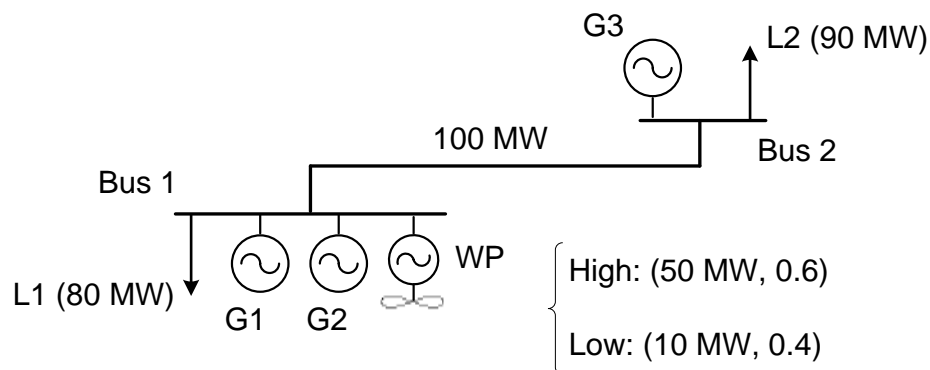 G3
L2 (90 MW)
100 MW
Bus 2
Bus 1
WP
High: (50 MW, 0.6)
L1 (80 MW)
G1
G2
Low: (10 MW, 0.4)